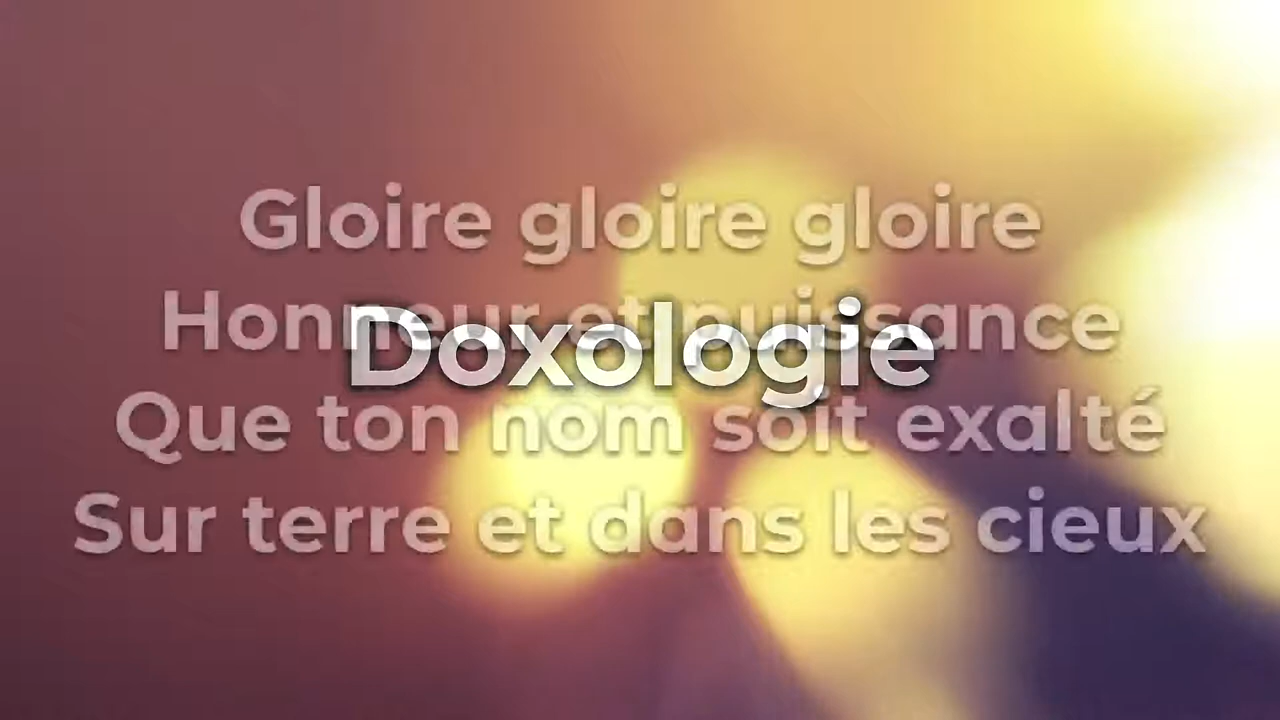 Gloire gloire gloire
Honneur et puissance
Doxologie
Que ton nom soit exalté
Sur terre et dans les cieux